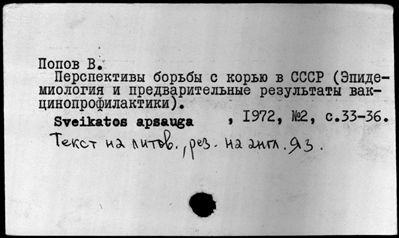 Попов В.
Перспективы борьбы с корью в СССР (Эпиде-
миология и предварительные результаты вак-
цинопрофилактики).
Sveikatos apsauga , 1972, №2, с.33-36.
Текст на литов., рез. на англ. яз.